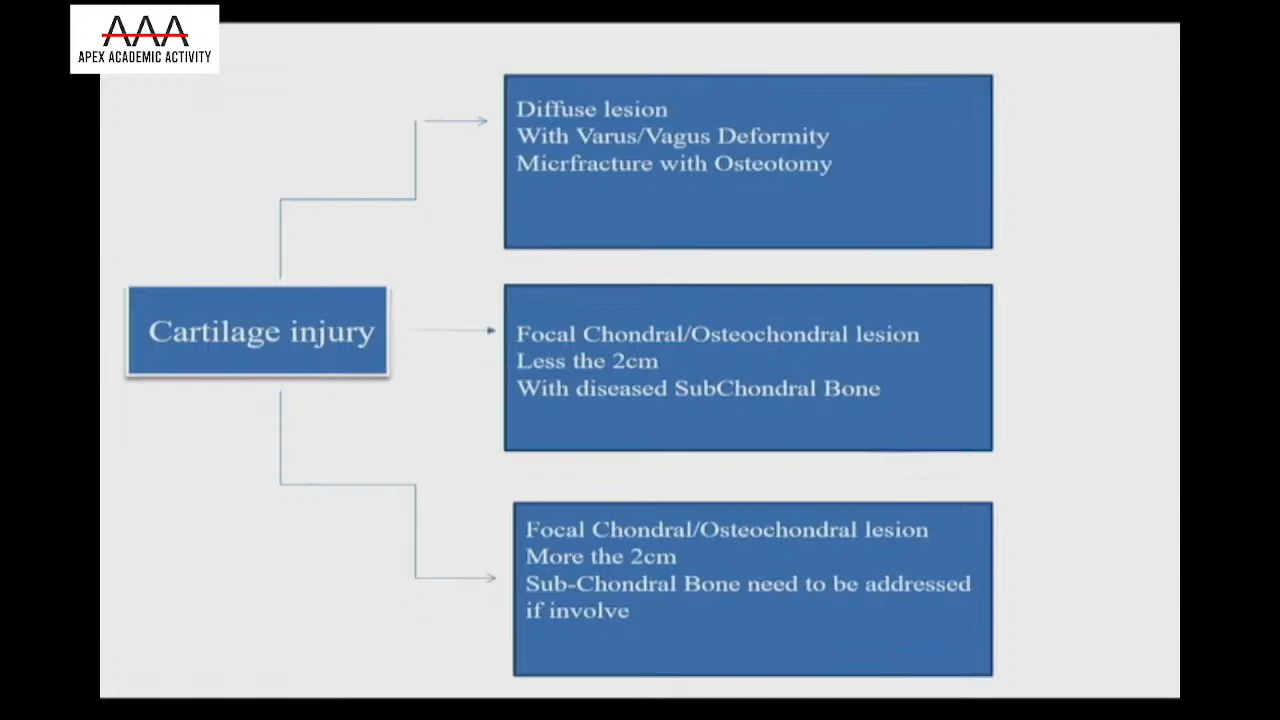 AAA
APEX ACADEMIC ACTIVITY
Diffuse lesion
With Varus/Vagus Deformity
Micrfracture with Osteotomy
Cartilage injury
Focal Chondral/Osteochondral lesion
Less the 2cm
With diseased SubChondral Bone
Focal Chondral/Osteochondral lesion
More the 2cm
Sub-Chondral Bone need to be addressed
if involve